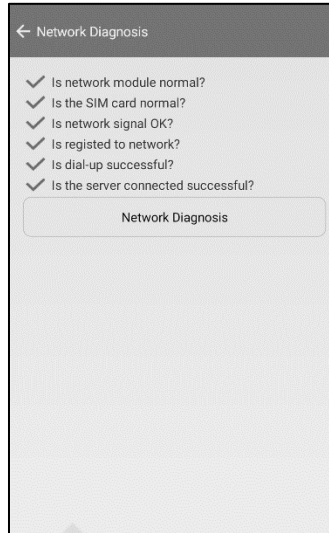 Network Diagnosis
Is network module normal?
Is the SIM card normal?
Is network signal OK?
Is registed to network?
Is dial-up successful?
Is the server connected successful?
Network Diagnosis